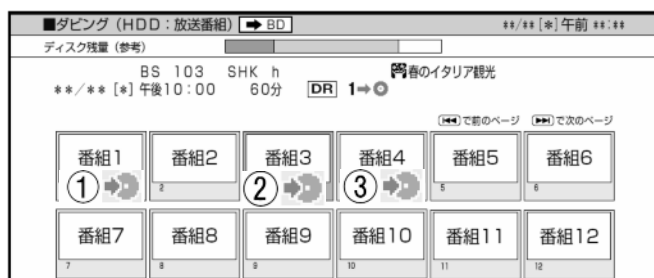 ■ダビング（HDD：放送番組） ➡ BD **/** [*] 午前 **:**
ディスク残量（参考）
BS 103 SHK h 春のイタリア観光
**/** [*] 午後10：00 60分 DR 1➡
⏮ で前のページ ⏭ で次のページ
番組1 番組2 番組3 番組4 番組5 番組6
① ② ③
2 5 6
番組7 番組8 番組9 番組10 番組11 番組12
7 8 9 10 11 12